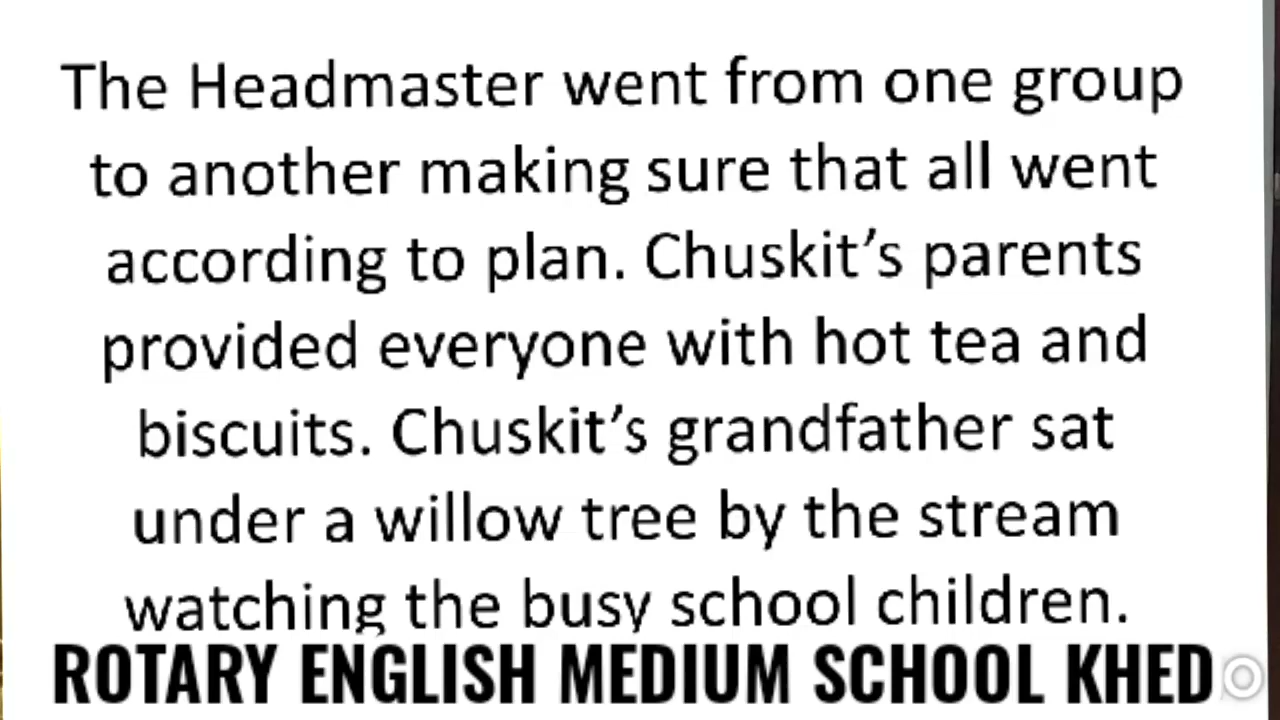 The Headmaster went from one group
to another making sure that all went
according to plan. Chuskit’s parents
provided everyone with hot tea and
biscuits. Chuskit’s grandfather sat
under a willow tree by the stream
watching the busy school children.
ROTARY ENGLISH MEDIUM SCHOOL KHED